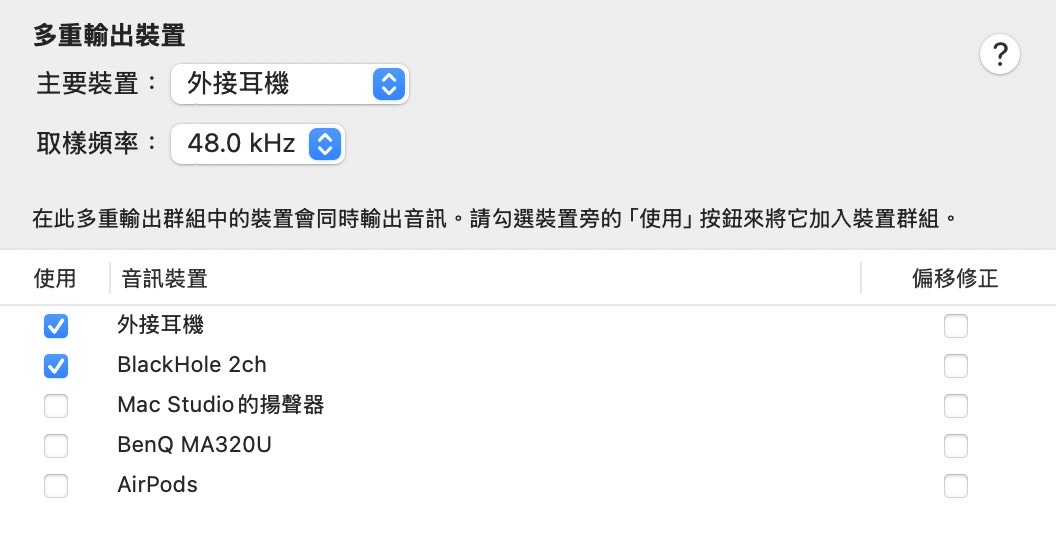 多重輸出裝置
?
主要裝置： 外接耳機
取樣頻率： 48.0 kHz
在此多重輸出群組中的裝置會同時輸出音訊。請勾選裝置旁的「使用」按鈕來將它加入裝置群組。
使用 音訊裝置 偏移修正
外接耳機
BlackHole 2ch
Mac Studio的揚聲器
BenQ MA320U
AirPods